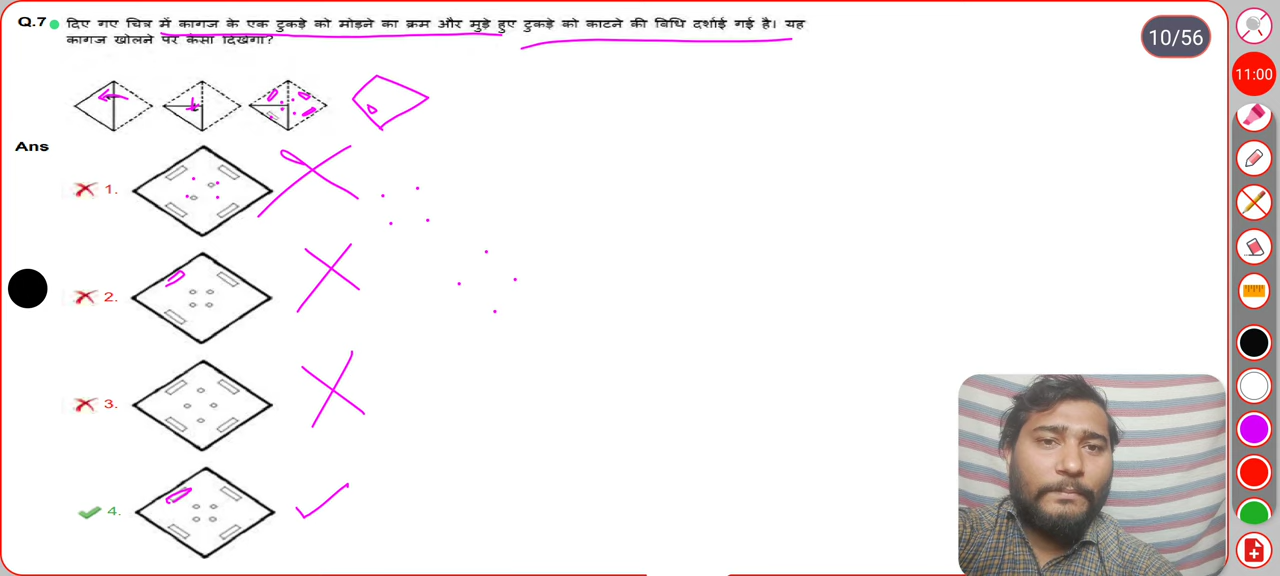 Q.7 दिए गए चित्र में कागज के एक टुकड़े को मोड़ने का क्रम और मुड़े हुए टुकड़े को काटने की विधि दर्शाई गई है। यह
कागज खोलने पर कैसा दिखेगा?
10/56
11:00
Ans
1.
2.
3.
4.